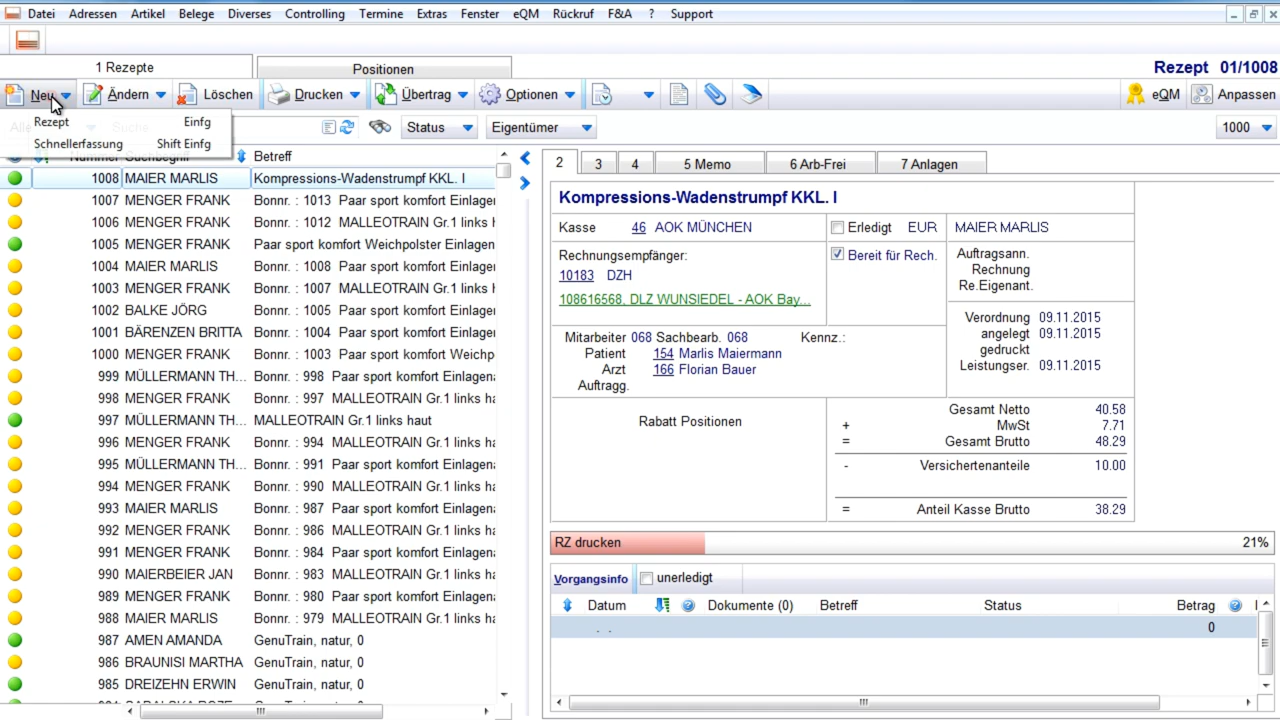 Datei Adressen Artikel Belege Diverses Controlling Termine Extras Fenster eQM Rückruf F&A ? Support
1 Rezepte Positionen Rezept 01/1008
Neu Ändern Löschen Drucken Übertrag Optionen eQM Anpassen
Rezept Einfg
Schnellerfassung Shift Einfg
Status Eigentümer 1000
Nummer Suchbegriff Betreff
1008 MAIER MARLIS Kompressions-Wadenstrumpf KKL. I
1007 MENGER FRANK Bonnr. : 1013 Paar sport komfort Einlagen
1006 MENGER FRANK Bonnr. : 1012 MALLEOTRAIN Gr.1 links
1005 MENGER FRANK Paar sport komfort Weichpolster Einlagen
1004 MAIER MARLIS Bonnr. : 1008 Paar sport komfort Einlagen
1003 MENGER FRANK Bonnr. : 1007 MALLEOTRAIN Gr.1 links
1002 BALKE JÖRG Bonnr. : 1005 Paar sport komfort Einlagen
1001 BÄRENZEN BRITTA Bonnr. : 1004 Paar sport komfort Einlagen
1000 MENGER FRANK Bonnr. : 1003 Paar sport komfort Weichp
999 MÜLLERMANN TH... Bonnr. : 998 Paar sport komfort Einlagen
998 MENGER FRANK Bonnr. : 997 MALLEOTRAIN Gr.1 links ha
997 MÜLLERMANN TH... MALLEOTRAIN Gr.1 links haut
996 MENGER FRANK Bonnr. : 994 MALLEOTRAIN Gr.1 links ha
995 MÜLLERMANN TH... Bonnr. : 991 Paar sport komfort Einlagen
994 MENGER FRANK Bonnr. : 990 MALLEOTRAIN Gr.1 links ha
993 MAIER MARLIS Bonnr. : 987 Paar sport komfort Einlagen
992 MENGER FRANK Bonnr. : 986 MALLEOTRAIN Gr.1 links ha
991 MENGER FRANK Bonnr. : 984 Paar sport komfort Einlagen
990 MAIERBEIER JAN Bonnr. : 983 MALLEOTRAIN Gr.1 links ha
989 MENGER FRANK Bonnr. : 980 Paar sport komfort Einlagen
988 MAIER MARLIS Bonnr. : 979 MALLEOTRAIN Gr.1 links ha
987 AMEN AMANDA GenuTrain, natur, 0
986 BRAUNISI MARTHA GenuTrain, natur, 0
985 DREIZEHN ERWIN GenuTrain, natur, 0
2 3 4 5 Memo 6 Arb-Frei 7 Anlagen
Kompressions-Wadenstrumpf KKL. I
Kasse 46 AOK MÜNCHEN Erledigt EUR MAIER MARLIS
Rechnungsempfänger: Bereit für Rech. Auftragsann.
10183 DZH Rechnung
Re.Eigenant.
108616568, DLZ WUNSIEDEL - AOK Bay...
Verordnung 09.11.2015
Mitarbeiter 068 Sachbearb. 068 Kennz.: angelegt 09.11.2015
Patient 154 Marlis Maiermann gedruckt
Arzt 166 Florian Bauer Leistungser. 09.11.2015
Auftragg.
Rabatt Positionen Gesamt Netto 40.58
+ MwSt 7.71
= Gesamt Brutto 48.29
- Versichertenanteile 10.00
= Anteil Kasse Brutto 38.29
RZ drucken 21%
Vorgangsinfo unerledigt
Datum Dokumente (0) Betreff Status Betrag
. . 0